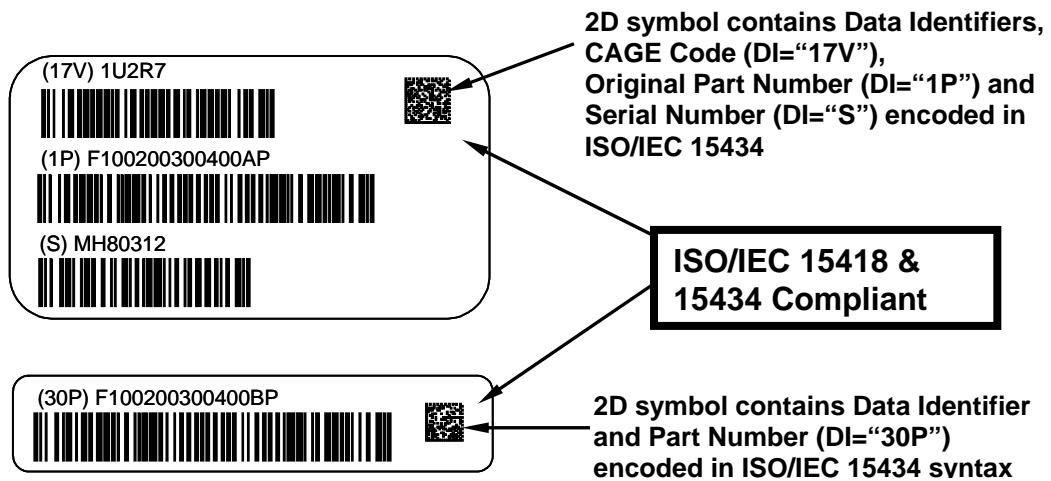 2D symbol contains Data Identifiers,
CAGE Code (DI=“17V”),
Original Part Number (DI=“1P”) and
Serial Number (DI=“S”) encoded in
ISO/IEC 15434
(17V) 1U2R7
(1P) F100200300400AP
(S) MH80312
ISO/IEC 15418 &
15434 Compliant
(30P) F100200300400BP
2D symbol contains Data Identifier
and Part Number (DI=“30P”)
encoded in ISO/IEC 15434 syntax